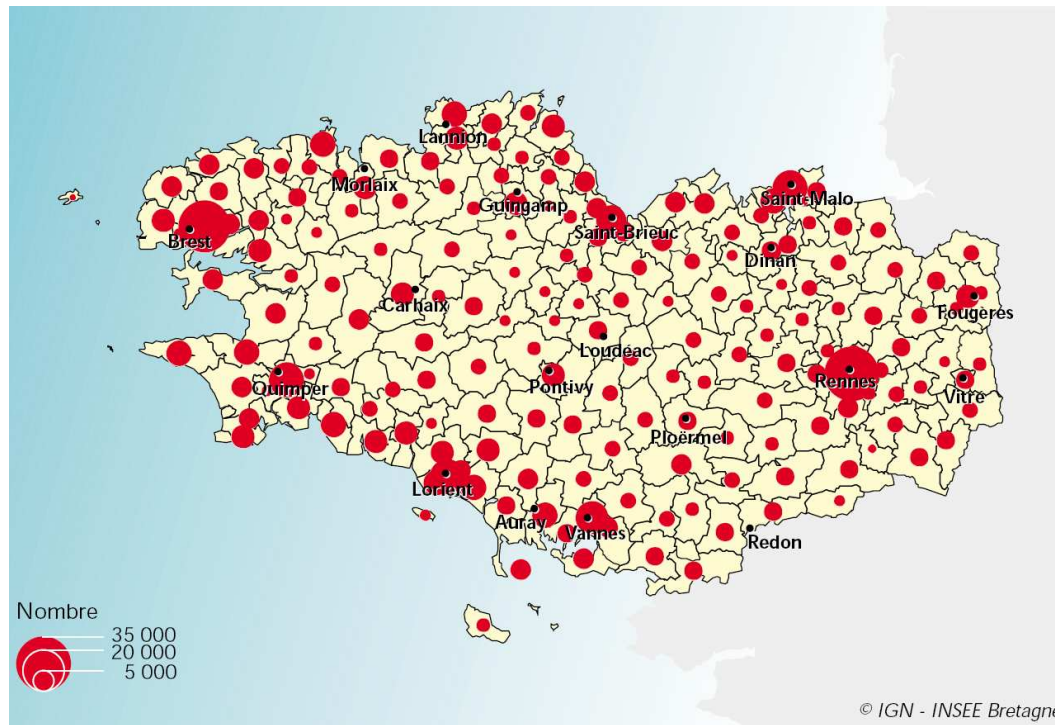 Lannion
Morlaix
Guingamp
Saint-Malo
Brest
Saint-Brieuc
Dinan
Carhaix
Fougères
Loudéac
Quimper
Pontivy
Rennes
Vitré
Ploërmel
Lorient
Auray
Vannes
Redon
Nombre
35 000
20 000
5 000
© IGN - INSEE Bretagne